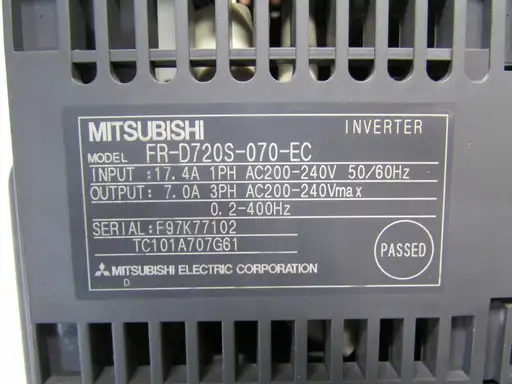 MITSUBISHI INVERTER
MODEL FR-D720S-070-EC
INPUT :17.4A 1PH AC200-240V 50/60Hz
OUTPUT: 7.0A 3PH AC200-240Vmax
0.2-400Hz
SERIAL:F97K77102
TC101A707G61
PASSED
MITSUBISHI ELECTRIC CORPORATION
D